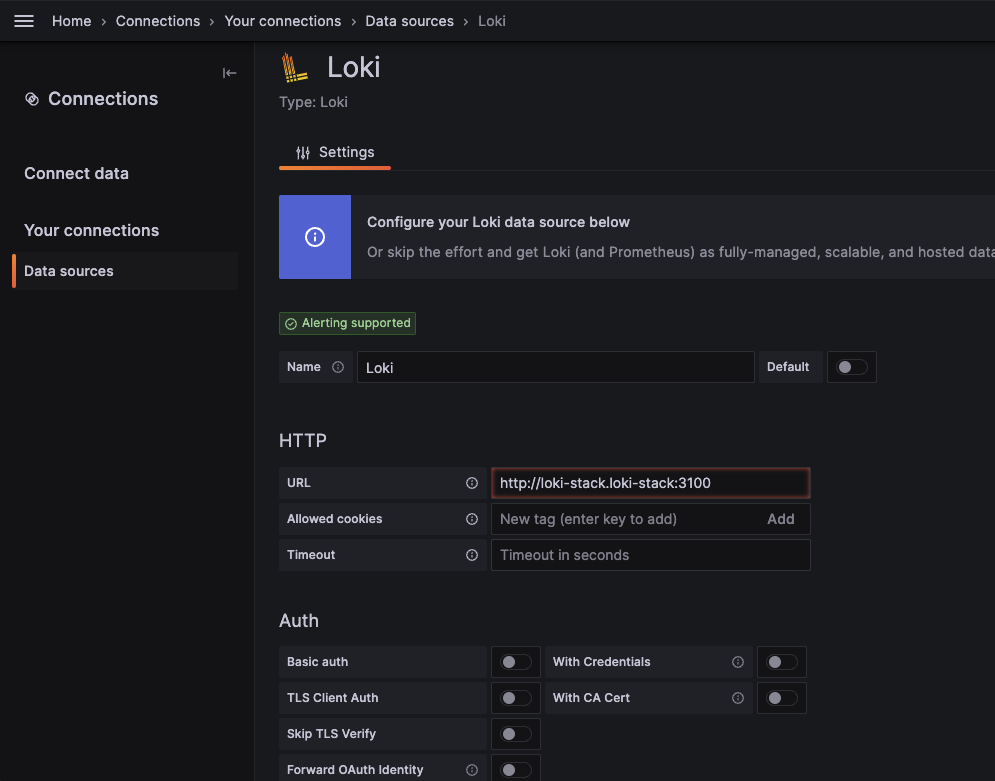 Home › Connections › Your connections › Data sources › Loki
Connections
Connect data
Your connections
Data sources
Loki
Type: Loki
Settings
Configure your Loki data source below
Or skip the effort and get Loki (and Prometheus) as fully-managed, scalable, and hosted data
Alerting supported
Name Loki Default
HTTP
URL http://loki-stack.loki-stack:3100
Allowed cookies New tag (enter key to add) Add
Timeout Timeout in seconds
Auth
Basic auth With Credentials
TLS Client Auth With CA Cert
Skip TLS Verify
Forward OAuth Identity